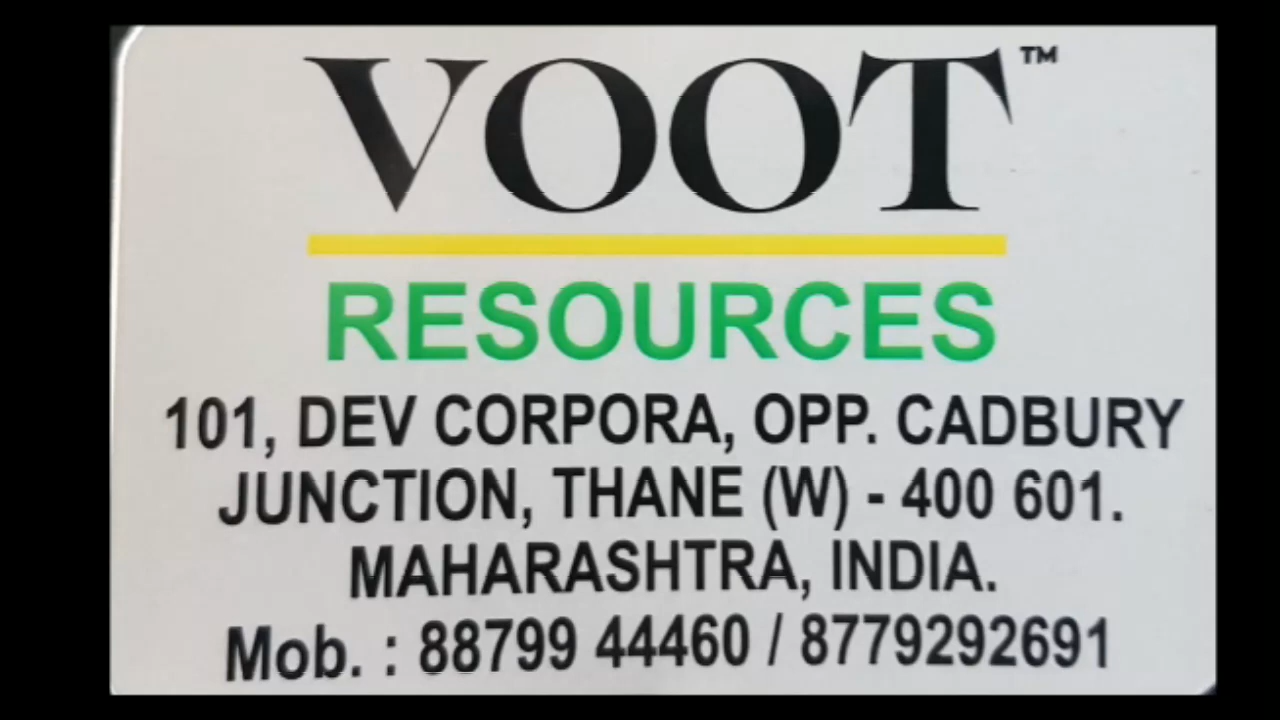 VOOT™
RESOURCES
101, DEV CORPORA, OPP. CADBURY
JUNCTION, THANE (W) - 400 601.
MAHARASHTRA, INDIA.
Mob. : 88799 44460 / 8779292691